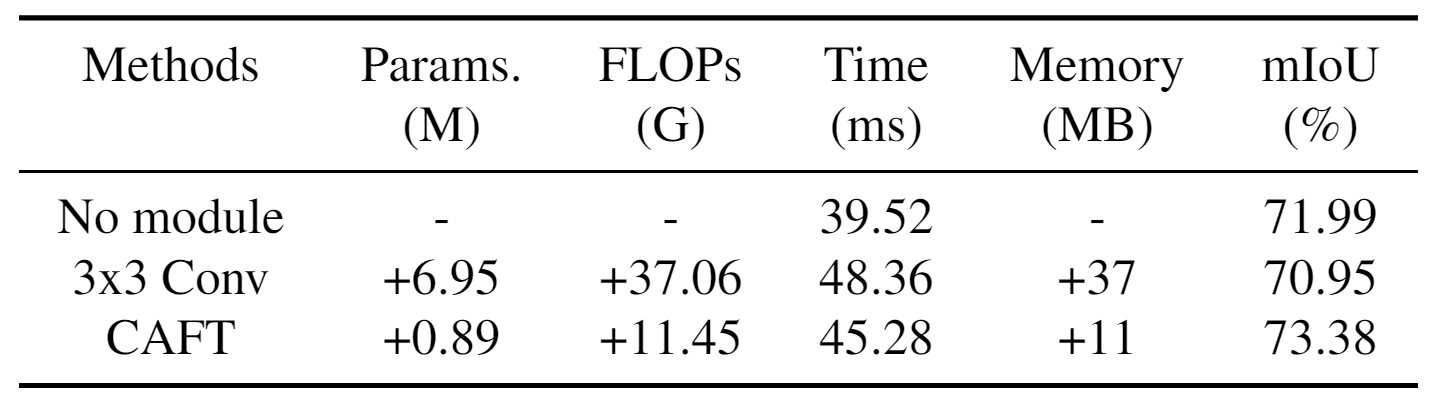 Methods Params. FLOPs Time Memory mIoU
(M) (G) (ms) (MB) (%)
No module - - 39.52 - 71.99
3x3 Conv +6.95 +37.06 48.36 +37 70.95
CAFT +0.89 +11.45 45.28 +11 73.38